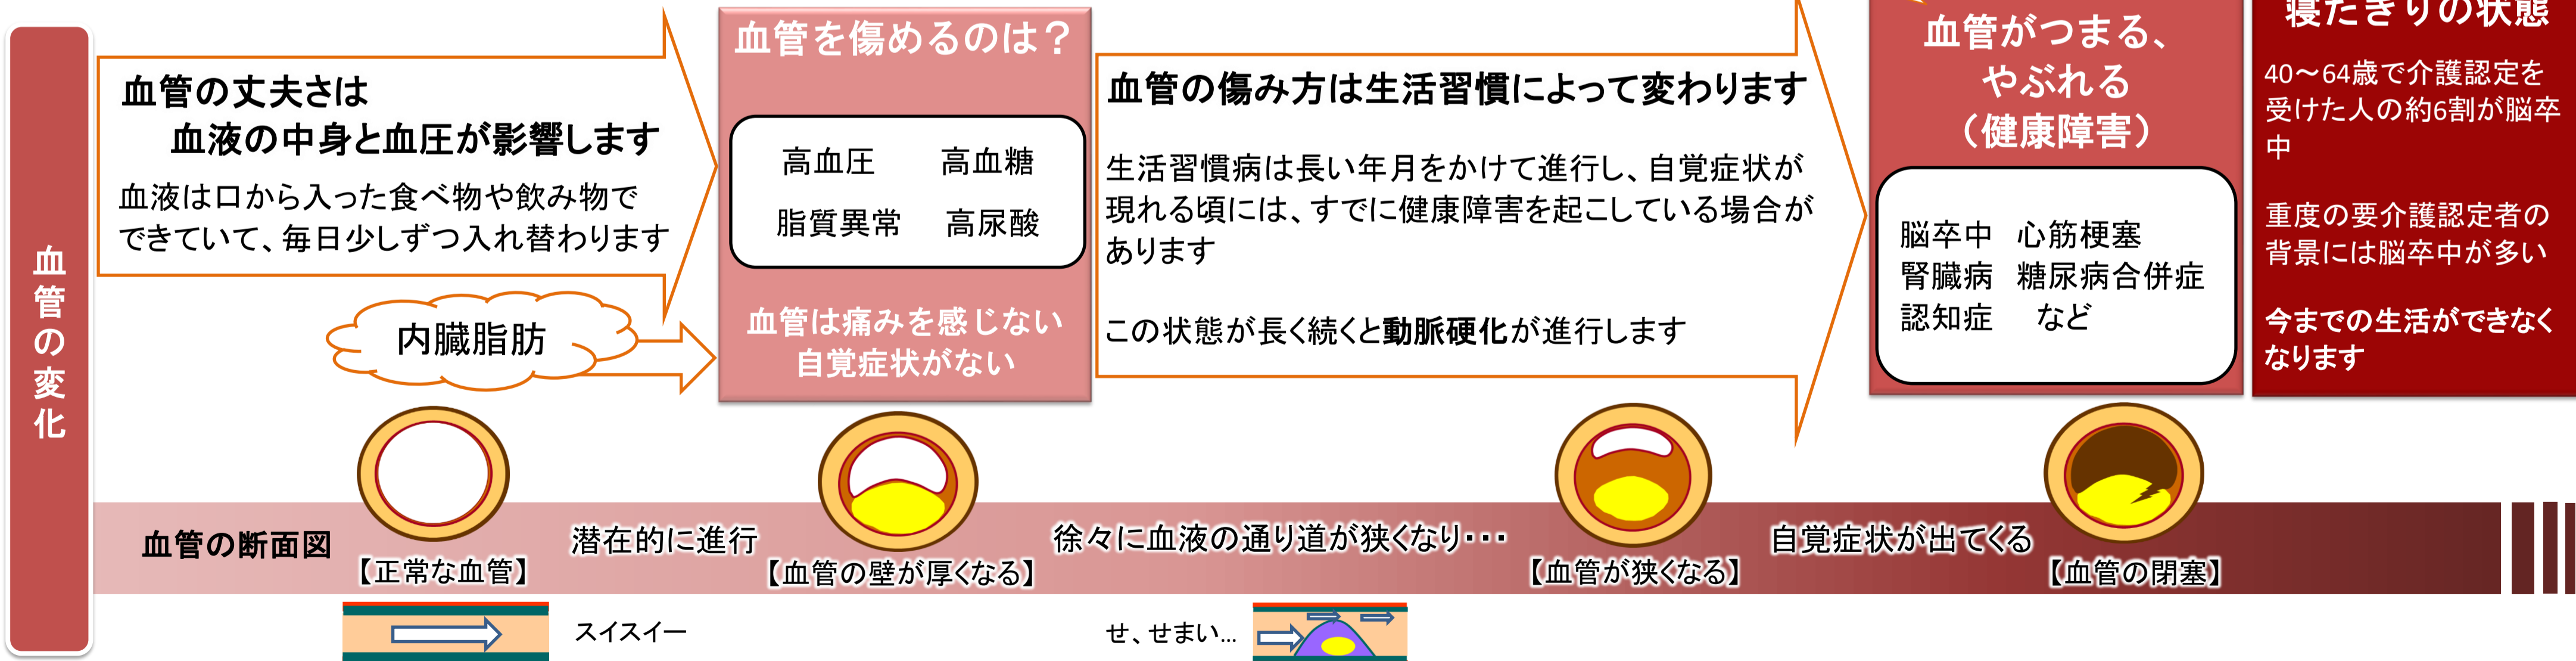 血管の変化
血管の丈夫さは
血液の中身と血圧が影響します
血液は口から入った食べ物や飲み物で
できていて、毎日少しずつ入れ替わります
内臓脂肪
血管を傷めるのは？
高血圧 高血糖
脂質異常 高尿酸
血管は痛みを感じない
自覚症状がない
血管の傷み方は生活習慣によって変わります
生活習慣病は長い年月をかけて進行し、自覚症状が
現れる頃には、すでに健康障害を起こしている場合が
あります
この状態が長く続くと動脈硬化が進行します
血管がつまる、
やぶれる
（健康障害）
脳卒中 心筋梗塞
腎臓病 糖尿病合併症
認知症 など
寝たきりの状態
40～64歳で介護認定を
受けた人の約6割が脳卒
中
重度の要介護認定者の
背景には脳卒中が多い
今までの生活ができなく
なります
血管の断面図
【正常な血管】
潜在的に進行
【血管の壁が厚くなる】
徐々に血液の通り道が狭くなり･･･
【血管が狭くなる】
自覚症状が出てくる
【血管の閉塞】
スイスイー
せ、せまい…